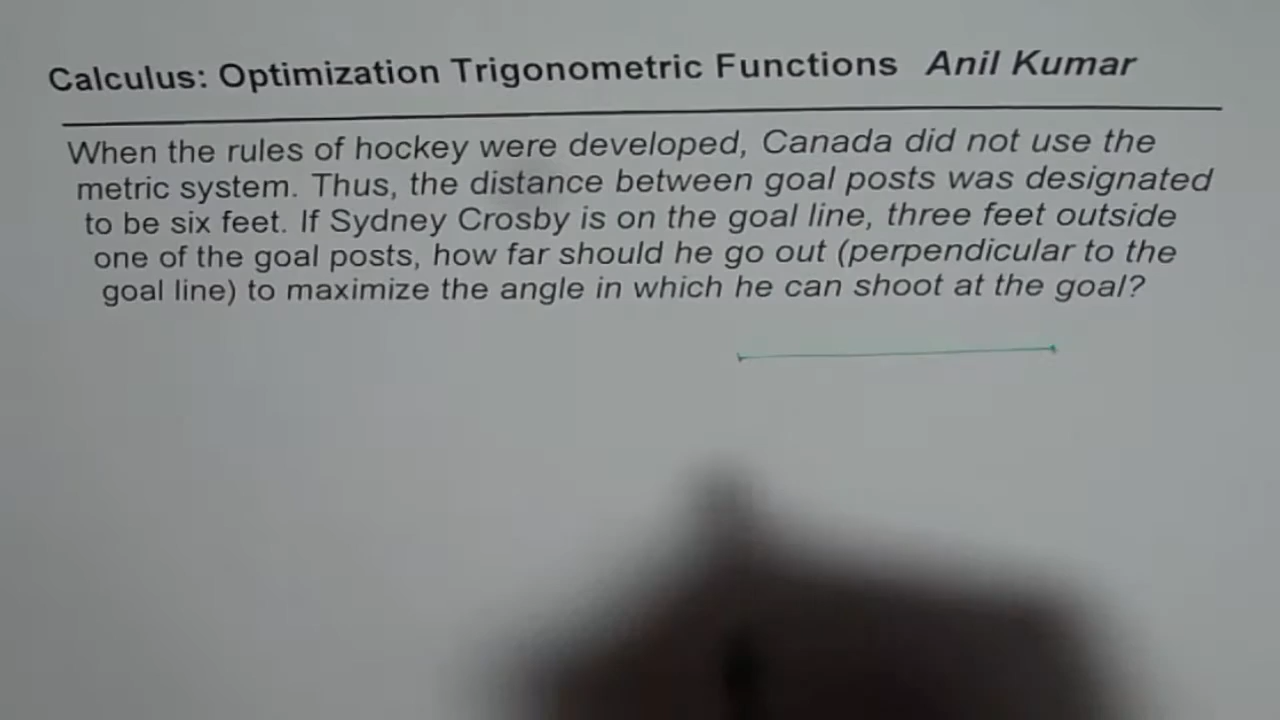 Calculus: Optimization Trigonometric Functions Anil Kumar
When the rules of hockey were developed, Canada did not use the
metric system. Thus, the distance between goal posts was designated
to be six feet. If Sydney Crosby is on the goal line, three feet outside
one of the goal posts, how far should he go out (perpendicular to the
goal line) to maximize the angle in which he can shoot at the goal?